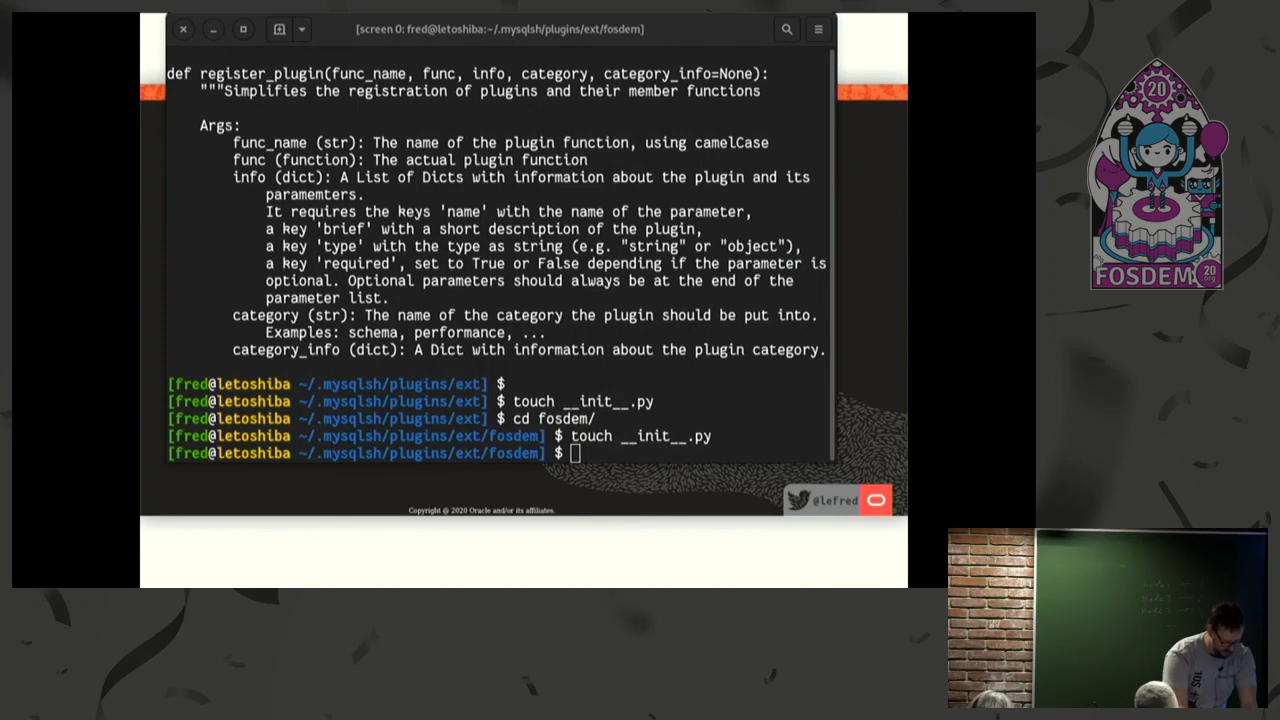 [screen 0: fred@letoshiba:~/.mysqlsh/plugins/ext/fosdem]
def register_plugin(func_name, func, info, category, category_info=None):
"""Simplifies the registration of plugins and their member functions
Args:
func_name (str): The name of the plugin function, using camelCase
func (function): The actual plugin function
info (dict): A List of Dicts with information about the plugin and its
paramemters.
It requires the keys 'name' with the name of the parameter,
a key 'brief' with a short description of the plugin,
a key 'type' with the type as string (e.g. "string" or "object"),
a key 'required', set to True or False depending if the parameter is
optional. Optional parameters should always be at the end of the
parameter list.
category (str): The name of the category the plugin should be put into.
Examples: schema, performance, ...
category_info (dict): A Dict with information about the plugin category.
[fred@letoshiba ~/.mysqlsh/plugins/ext] $
[fred@letoshiba ~/.mysqlsh/plugins/ext] $ touch __init__.py
[fred@letoshiba ~/.mysqlsh/plugins/ext] $ cd fosdem/
[fred@letoshiba ~/.mysqlsh/plugins/ext/fosdem] $ touch __init__.py
[fred@letoshiba ~/.mysqlsh/plugins/ext/fosdem] $
@lefred
Copyright @ 2020 Oracle and/or its affiliates.
20
FOSDEM 20
.org